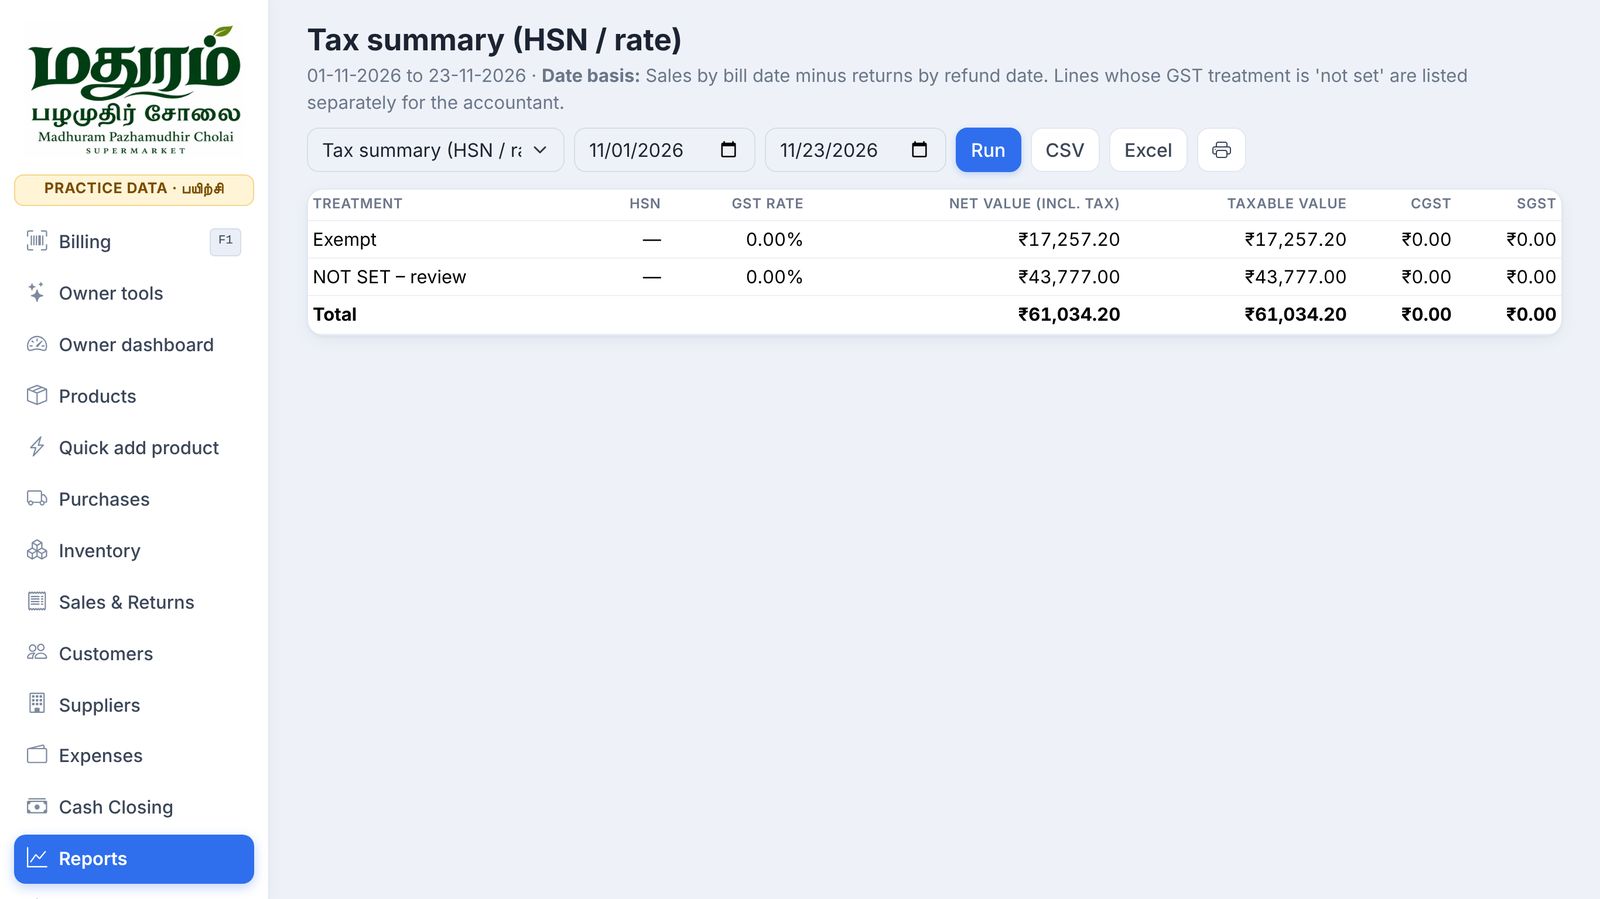 மதுரம்
பழமுதிர் சோலை
Madhuram Pazhamudhir Cholai
SUPERMARKET
PRACTICE DATA · பயிற்சி
Billing F1
Owner tools
Owner dashboard
Products
Quick add product
Purchases
Inventory
Sales & Returns
Customers
Suppliers
Expenses
Cash Closing
Reports
Tax summary (HSN / rate)
01-11-2026 to 23-11-2026 · Date basis: Sales by bill date minus returns by refund date. Lines whose GST treatment is 'not set' are listed
separately for the accountant.
Tax summary (HSN / ra 11/01/2026 11/23/2026 Run CSV Excel
TREATMENT HSN GST RATE NET VALUE (INCL. TAX) TAXABLE VALUE CGST SGST
Exempt — 0.00% ₹17,257.20 ₹17,257.20 ₹0.00 ₹0.00
NOT SET – review — 0.00% ₹43,777.00 ₹43,777.00 ₹0.00 ₹0.00
Total ₹61,034.20 ₹61,034.20 ₹0.00 ₹0.00